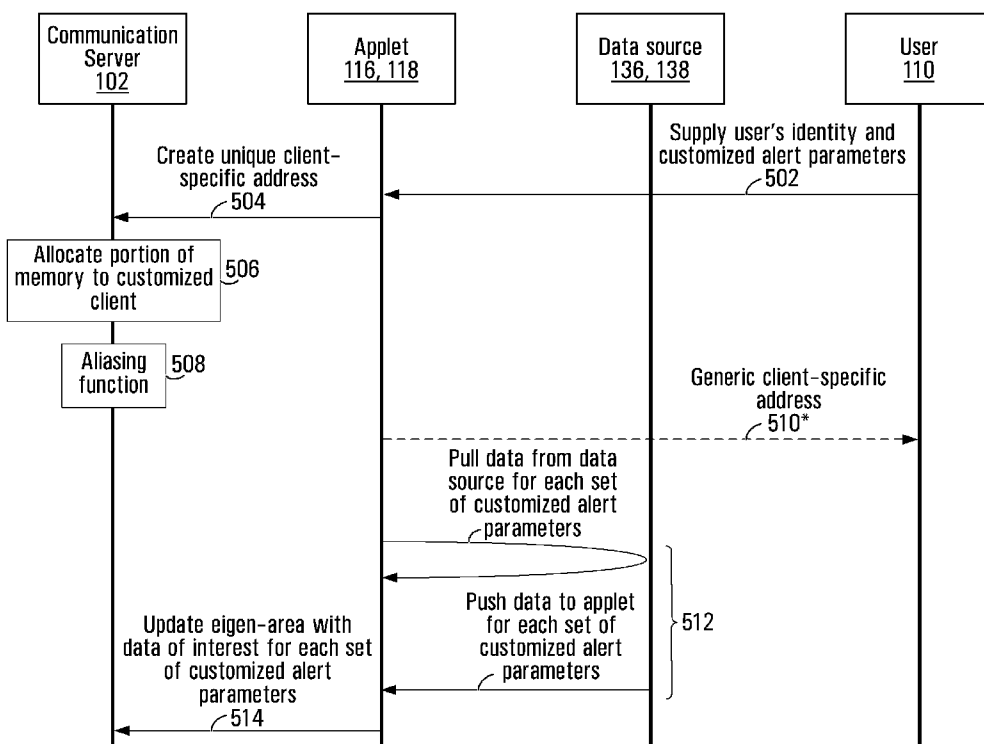 Communication
Server
102
Applet
116, 118
Data source
136, 138
User
110
Supply user's identity and
customized alert parameters
502
Create unique client-
specific address
504
Allocate portion of
memory to customized
client
506
Aliasing
function
508
Generic client-specific
address
510*
Pull data from data
source for each set
of customized alert
parameters
Push data to applet
for each set of
customized alert
parameters
512
Update eigen-area with
data of interest for each set
of customized alert
parameters
514